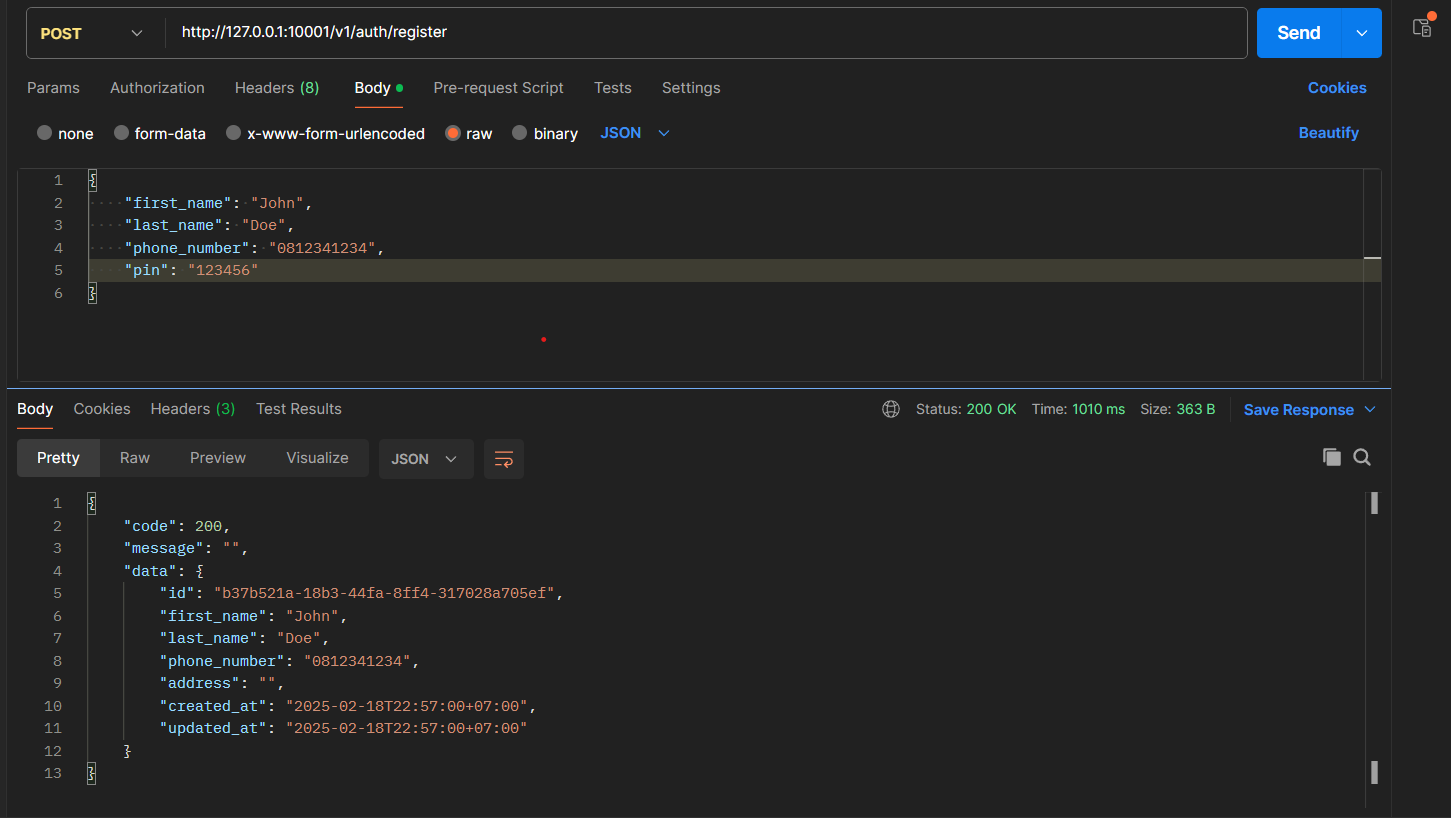 POST http://127.0.0.1:10001/v1/auth/register Send
Params Authorization Headers (8) Body Pre-request Script Tests Settings Cookies
none form-data x-www-form-urlencoded raw binary JSON Beautify
1 {
2 "first_name": "John",
3 "last_name": "Doe",
4 "phone_number": "0812341234",
5 "pin": "123456"
6 }
Body Cookies Headers (3) Test Results Status: 200 OK Time: 1010 ms Size: 363 B Save Response
Pretty Raw Preview Visualize JSON
1 {
2 "code": 200,
3 "message": "",
4 "data": {
5 "id": "b37b521a-18b3-44fa-8ff4-317028a705ef",
6 "first_name": "John",
7 "last_name": "Doe",
8 "phone_number": "0812341234",
9 "address": "",
10 "created_at": "2025-02-18T22:57:00+07:00",
11 "updated_at": "2025-02-18T22:57:00+07:00"
12 }
13 }